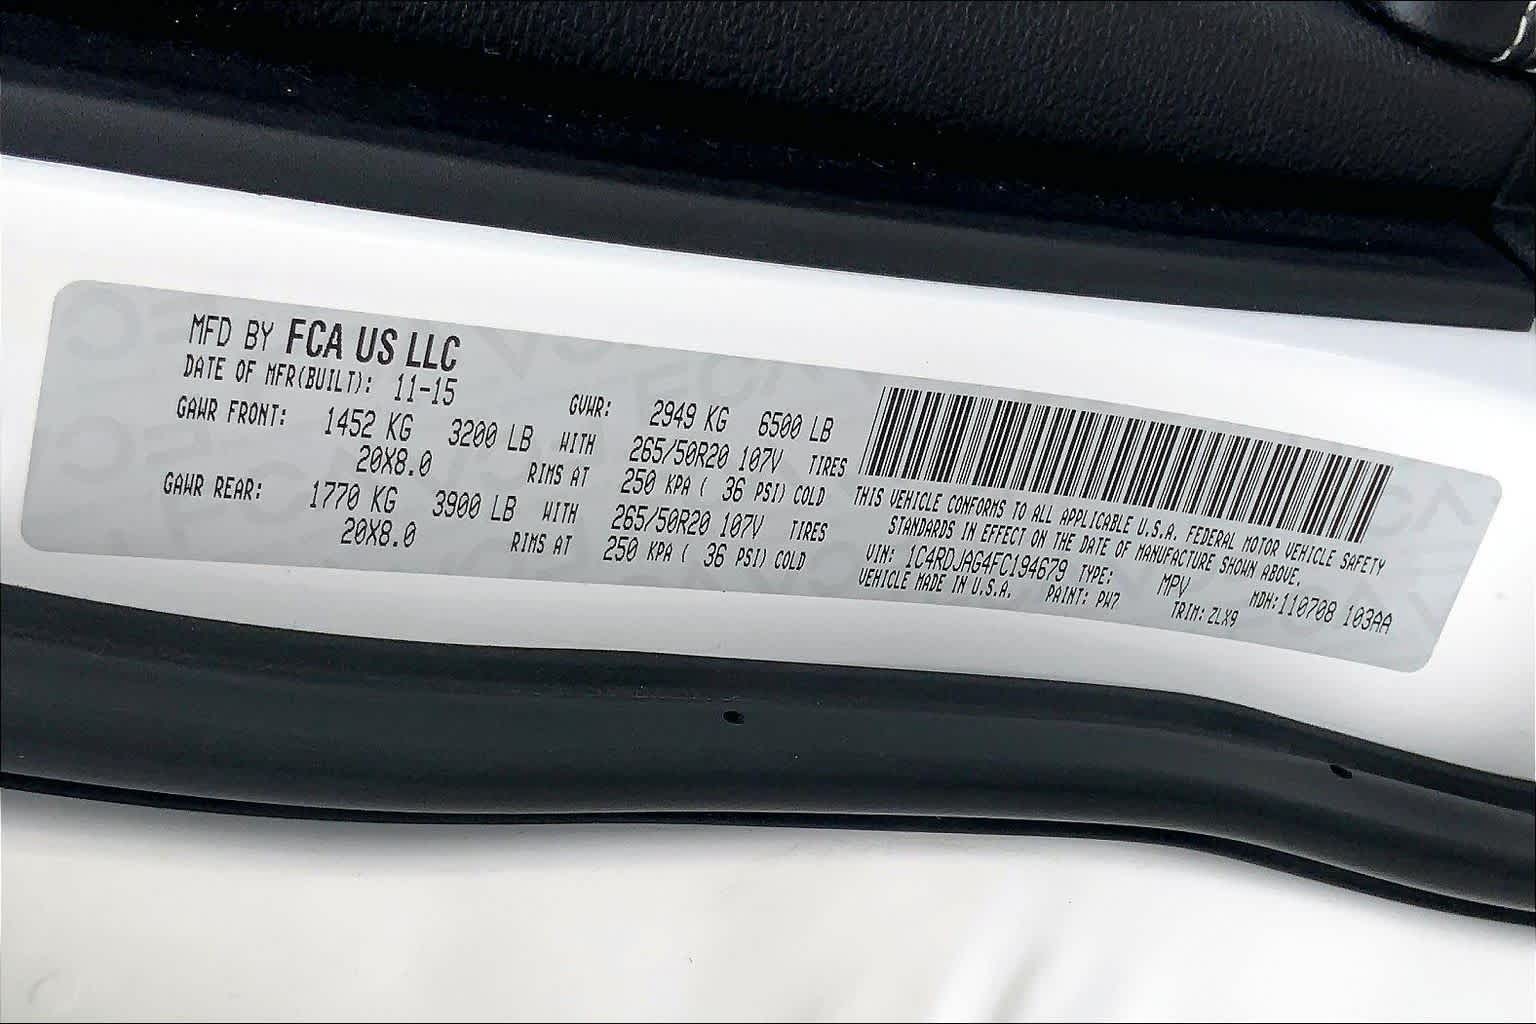 MFD BY FCA US LLC
DATE OF MFR(BUILT): 11-15
GVWR: 2949 KG 6500 LB
GAWR FRONT: 1452 KG 3200 LB WITH 265/50R20 107V TIRES
20X8.0 RIMS AT 250 KPA ( 36 PSI) COLD
GAWR REAR: 1770 KG 3900 LB WITH 265/50R20 107V TIRES
20X8.0 RIMS AT 250 KPA ( 36 PSI) COLD
THIS VEHICLE CONFORMS TO ALL APPLICABLE U.S.A. FEDERAL MOTOR VEHICLE SAFETY
STANDARDS IN EFFECT ON THE DATE OF MANUFACTURE SHOWN ABOVE.
VIN: 1C4RDJAG4FC194679 TYPE: MPV MDH:110708 103AA
VEHICLE MADE IN U.S.A. PAINT: PW7 TRIM: ZLX9